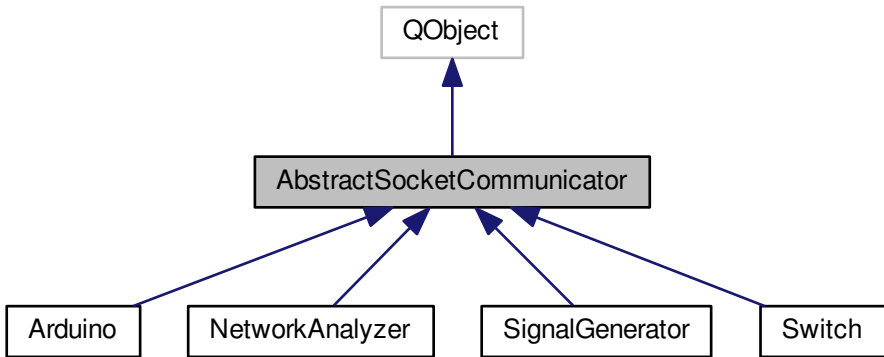 QObject
AbstractSocketCommunicator
Arduino
NetworkAnalyzer
SignalGenerator
Switch